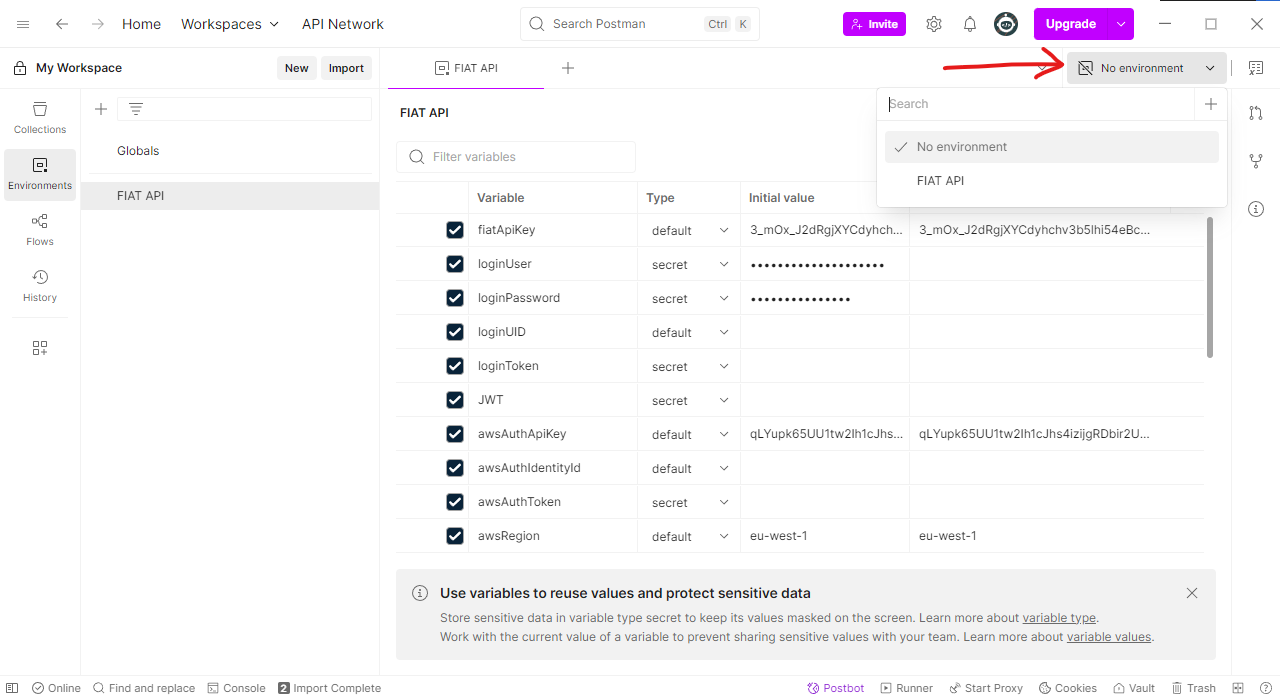 Home Workspaces API Network Search Postman Ctrl K Invite Upgrade
My Workspace New Import FIAT API No environment
Collections
Environments
Flows
History
Globals
FIAT API
FIAT API
Search
No environment
FIAT API
Filter variables
Variable Type Initial value
fiatApiKey default 3_mOx_J2dRgjXYCdyhch... 3_mOx_J2dRgjXYCdyhchv3b5lhi54eBc...
loginUser secret ••••••••••••••••••••
loginPassword secret •••••••••••••••
loginUID default
loginToken secret
JWT secret
awsAuthApiKey default qLYupk65UU1tw2Ih1cJhs... qLYupk65UU1tw2Ih1cJhs4izijgRDbir2U...
awsAuthIdentityId default
awsAuthToken secret
awsRegion default eu-west-1 eu-west-1
Use variables to reuse values and protect sensitive data
Store sensitive data in variable type secret to keep its values masked on the screen. Learn more about variable type.
Work with the current value of a variable to prevent sharing sensitive values with your team. Learn more about variable values.
Online Find and replace Console 2 Import Complete Postbot Runner Start Proxy Cookies Vault Trash